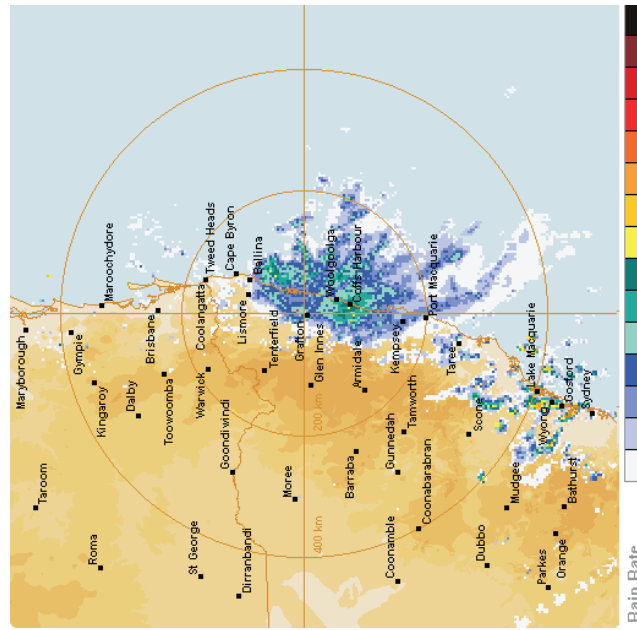 Maryborough
Taroom
Gympie
Kingaroy
Roma
Maroochydore
Dalby
Brisbane
Toowoomba
St George
Coolangatta
Tweed Heads
Warwick
Goondiwindi
Cape Byron
Dirranbandi
Lismore
Ballina
Tenterfield
Moree
Grafton
Glen Innes
200 km
400 km
Woolgoolga
Coffs Harbour
Armidale
Barraba
Kempsey
Tamworth
Gunnedah
Coonamble
Port Macquarie
Coonabarabran
Taree
Scone
Dubbo
Mudgee
Lake Macquarie
Wyong
Gosford
Parkes
Orange
Bathurst
Sydney
Rain Rate